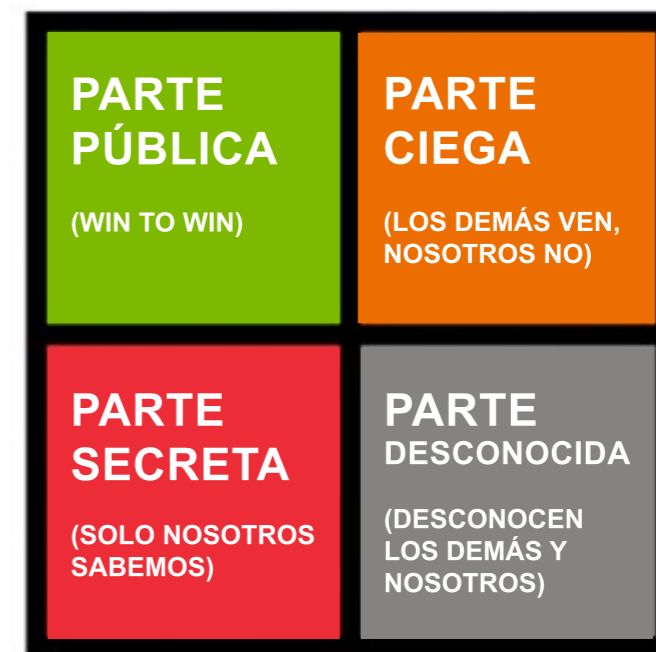 PARTE
PÚBLICA
(WIN TO WIN)
PARTE
CIEGA
(LOS DEMÁS VEN,
NOSOTROS NO)
PARTE
SECRETA
(SOLO NOSOTROS
SABEMOS)
PARTE
DESCONOCIDA
(DESCONOCEN
LOS DEMÁS Y
NOSOTROS)